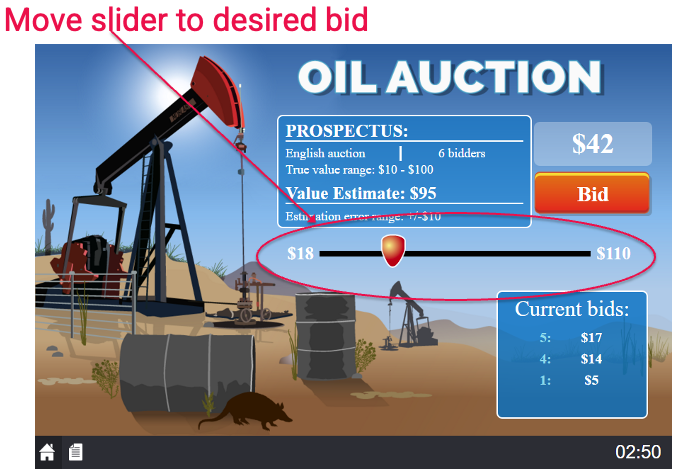 Move slider to desired bid
OIL AUCTION
PROSPECTUS:
English auction | 6 bidders
True value range: $10 - $100
Value Estimate: $95
Estimation error range: +/-$10
$42
Bid
$18
$110
Current bids:
5: $17
4: $14
1: $5
02:50